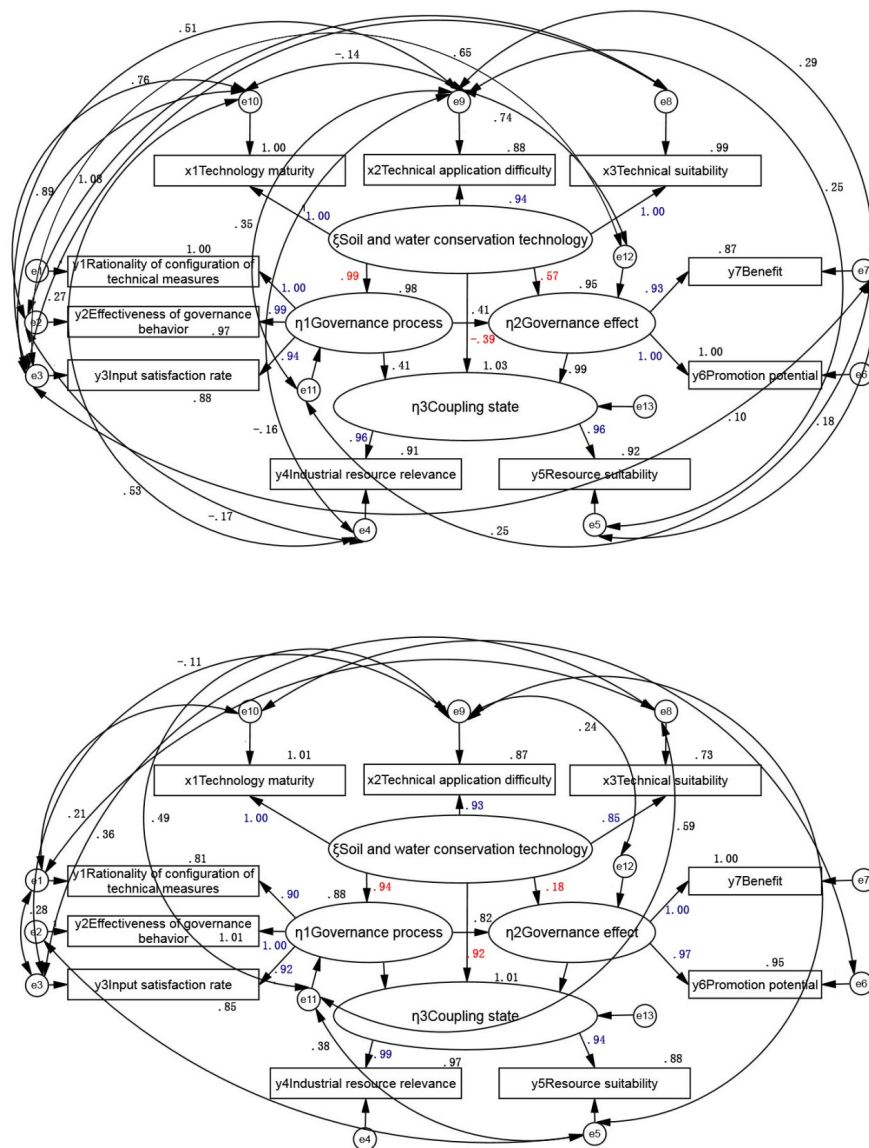 .51
-.14
.65
.29
.76
e10
e9
e8
.74
1.00
.88
.99
x1Technology maturity
x2Technical application difficulty
x3Technical suitability
.89
1.08
.35
1.00
.94
1.00
.25
ξSoil and water conservation technology
e12
1.00
.87
e1
y1Rationality of configuration of
technical measures
.99
.98
.57
.95
y7Benefit
e7
.27
1.00
.93
.41
e2
y2Effectiveness of governance
behavior
.97
.99
η1Governance process
η2Governance effect
-.39
1.00
1.00
.94
e3
y3Input satisfaction rate
.41
1.03
.99
y6Promotion potential
e6
e11
.88
η3Coupling state
e13
-.16
.10
.96
.91
.96
.92
.18
y4Industrial resource relevance
y5Resource suitability
.53
-.17
e4
.25
e5
-.11
e10
e9
e8
.24
1.01
.87
.73
x1Technology maturity
x2Technical application difficulty
x3Technical suitability
.21
.36
.49
1.00
.93
.85
.59
ξSoil and water conservation technology
.81
e12
1.00
e1
y1Rationality of configuration of
technical measures
.94
.18
y7Benefit
e7
.90
.88
1.00
.28
.82
e2
y2Effectiveness of governance
behavior
1.01
η1Governance process
η2Governance effect
1.00
.92
.97
.95
.92
e3
y3Input satisfaction rate
1.01
y6Promotion potential
e6
e11
.85
η3Coupling state
e13
.38
.99
.97
.94
.88
y4Industrial resource relevance
y5Resource suitability
e4
e5